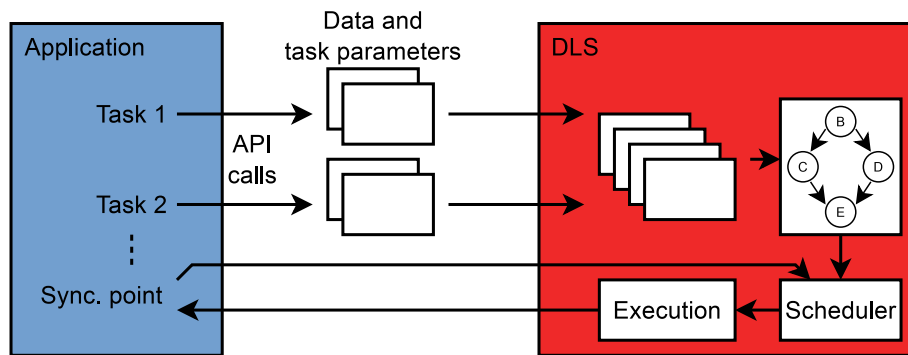 Application
Data and
task parameters
DLS
Task 1
API
calls
Task 2
Sync. point
B
C
D
E
Execution
Scheduler